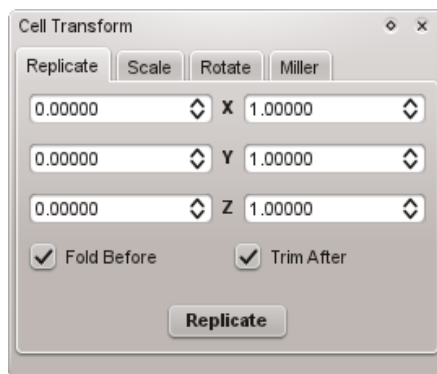 Cell Transform
Replicate Scale Rotate Miller
0.00000 X 1.00000
0.00000 Y 1.00000
0.00000 Z 1.00000
Fold Before Trim After
Replicate